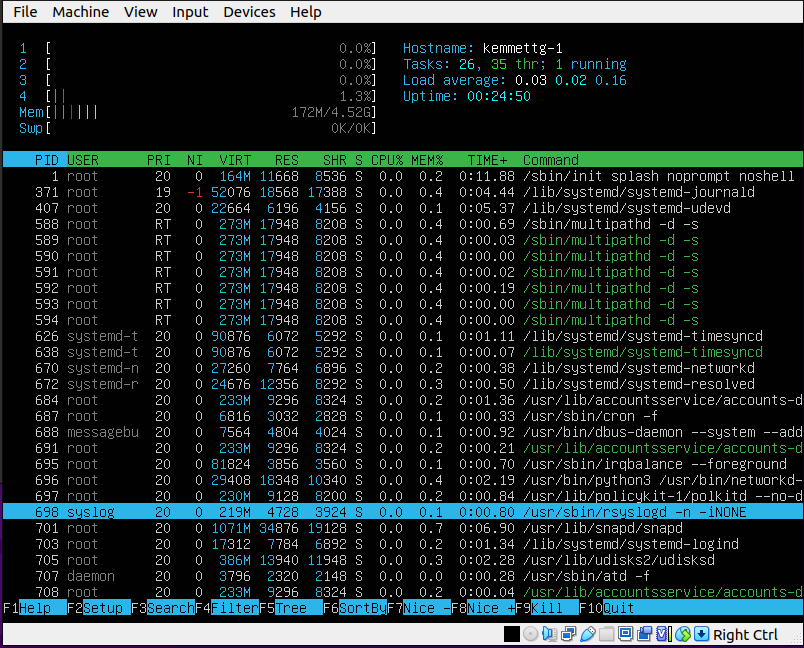 File Machine View Input Devices Help
1 [ 0.0%] Hostname: kemmettg-1
2 [ 0.0%] Tasks: 26, 35 thr; 1 running
3 [ 0.0%] Load average: 0.03 0.02 0.16
4 [|| 1.3%] Uptime: 00:24:50
Mem[|||||| 172M/4.52G]
Swp[ 0K/0K]
PID USER PRI NI VIRT RES SHR S CPU% MEM% TIME+ Command
1 root 20 0 164M 11668 8536 S 0.0 0.2 0:11.88 /sbin/init splash noprompt noshell
371 root 19 -1 52076 18568 17388 S 0.0 0.4 0:04.44 /lib/systemd/systemd-journald
407 root 20 0 22664 6196 4156 S 0.0 0.1 0:05.37 /lib/systemd/systemd-udevd
588 root RT 0 273M 17948 8208 S 0.0 0.4 0:00.69 /sbin/multipathd -d -s
589 root RT 0 273M 17948 8208 S 0.0 0.4 0:00.03 /sbin/multipathd -d -s
590 root RT 0 273M 17948 8208 S 0.0 0.4 0:00.00 /sbin/multipathd -d -s
591 root RT 0 273M 17948 8208 S 0.0 0.4 0:00.02 /sbin/multipathd -d -s
592 root RT 0 273M 17948 8208 S 0.0 0.4 0:00.19 /sbin/multipathd -d -s
593 root RT 0 273M 17948 8208 S 0.0 0.4 0:00.00 /sbin/multipathd -d -s
594 root RT 0 273M 17948 8208 S 0.0 0.4 0:00.00 /sbin/multipathd -d -s
626 systemd-t 20 0 90876 6072 5292 S 0.0 0.1 0:01.11 /lib/systemd/systemd-timesyncd
638 systemd-t 20 0 90876 6072 5292 S 0.0 0.1 0:00.07 /lib/systemd/systemd-timesyncd
670 systemd-n 20 0 27260 7764 6896 S 0.0 0.2 0:00.38 /lib/systemd/systemd-networkd
672 systemd-r 20 0 24676 12356 8292 S 0.0 0.3 0:00.50 /lib/systemd/systemd-resolved
684 root 20 0 233M 9296 8324 S 0.0 0.2 0:01.36 /usr/lib/accountsservice/accounts-d
687 root 20 0 6816 3032 2828 S 0.0 0.1 0:00.33 /usr/sbin/cron -f
688 messagebu 20 0 7564 4804 4024 S 0.0 0.1 0:00.92 /usr/bin/dbus-daemon --system --add
691 root 20 0 233M 9296 8324 S 0.0 0.2 0:00.21 /usr/lib/accountsservice/accounts-d
695 root 20 0 81824 3856 3560 S 0.0 0.1 0:00.70 /usr/sbin/irqbalance --foreground
696 root 20 0 29408 18348 10340 S 0.0 0.4 0:02.19 /usr/bin/python3 /usr/bin/networkd-
697 root 20 0 230M 9128 8200 S 0.0 0.2 0:00.84 /usr/lib/policykit-1/polkitd --no-d
698 syslog 20 0 219M 4728 3924 S 0.0 0.1 0:00.80 /usr/sbin/rsyslogd -n -iNONE
701 root 20 0 1071M 34876 19128 S 0.0 0.7 0:06.90 /usr/lib/snapd/snapd
703 root 20 0 17312 7784 6892 S 0.0 0.2 0:01.34 /lib/systemd/systemd-logind
705 root 20 0 386M 13940 11948 S 0.0 0.3 0:02.28 /usr/lib/udisks2/udisksd
707 daemon 20 0 3796 2320 2148 S 0.0 0.0 0:00.28 /usr/sbin/atd -f
708 root 20 0 233M 9296 8324 S 0.0 0.2 0:00.04 /usr/lib/accountsservice/accounts-d
F1Help F2Setup F3SearchF4FilterF5Tree F6SortByF7Nice -F8Nice +F9Kill F10Quit
Right Ctrl